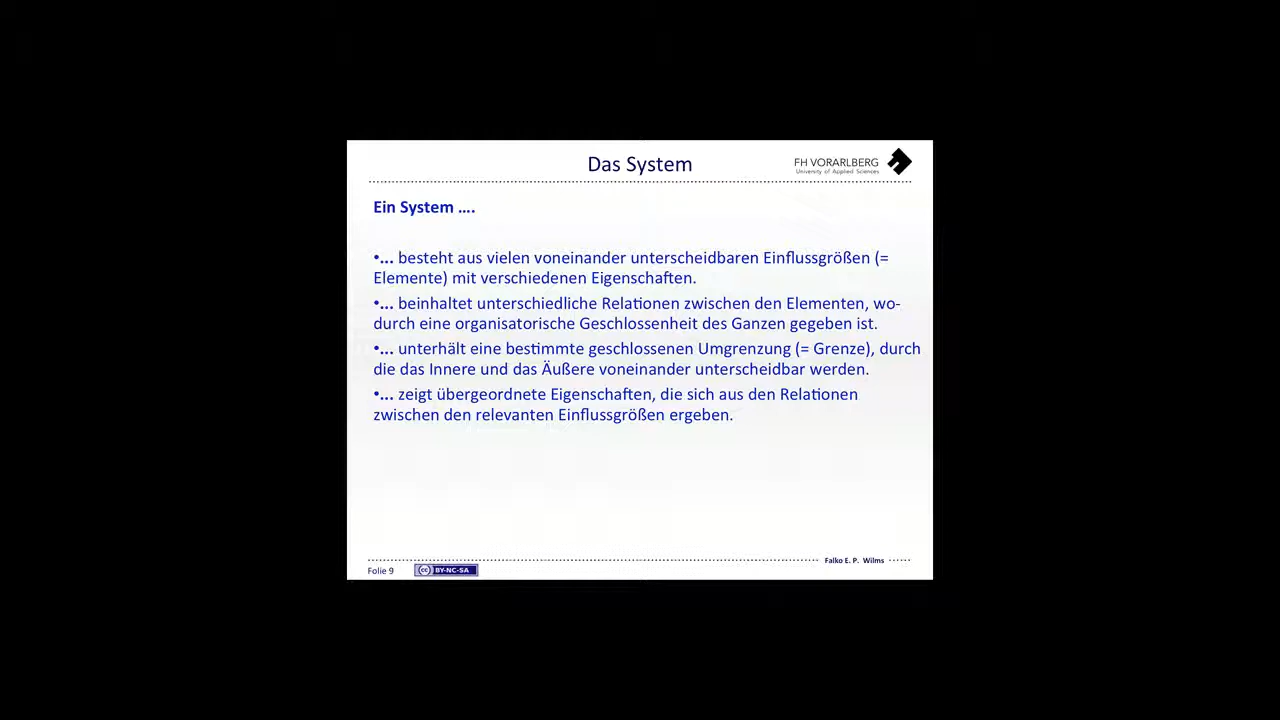 Das System
FH VORARLBERG
University of Applied Sciences
Ein System ....
•... besteht aus vielen voneinander unterscheidbaren Einflussgrößen (=
Elemente) mit verschiedenen Eigenschaften.
•... beinhaltet unterschiedliche Relationen zwischen den Elementen, wo-
durch eine organisatorische Geschlossenheit des Ganzen gegeben ist.
•... unterhält eine bestimmte geschlossenen Umgrenzung (= Grenze), durch
die das Innere und das Äußere voneinander unterscheidbar werden.
•... zeigt übergeordnete Eigenschaften, die sich aus den Relationen
zwischen den relevanten Einflussgrößen ergeben.
Falko E. P. Wilms
Folie 9
cc BY-NC-SA